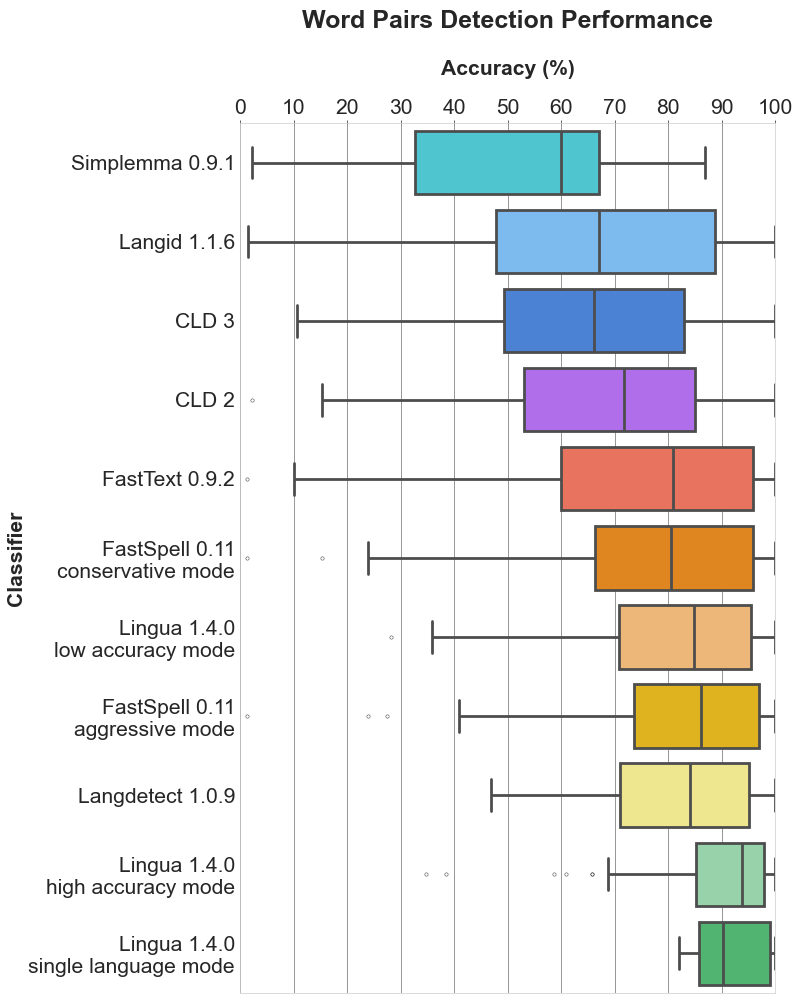 Word Pairs Detection Performance
Accuracy (%)
0 10 20 30 40 50 60 70 80 90 100
Classifier
Simplemma 0.9.1
Langid 1.1.6
CLD 3
CLD 2
FastText 0.9.2
FastSpell 0.11
conservative mode
Lingua 1.4.0
low accuracy mode
FastSpell 0.11
aggressive mode
Langdetect 1.0.9
Lingua 1.4.0
high accuracy mode
Lingua 1.4.0
single language mode